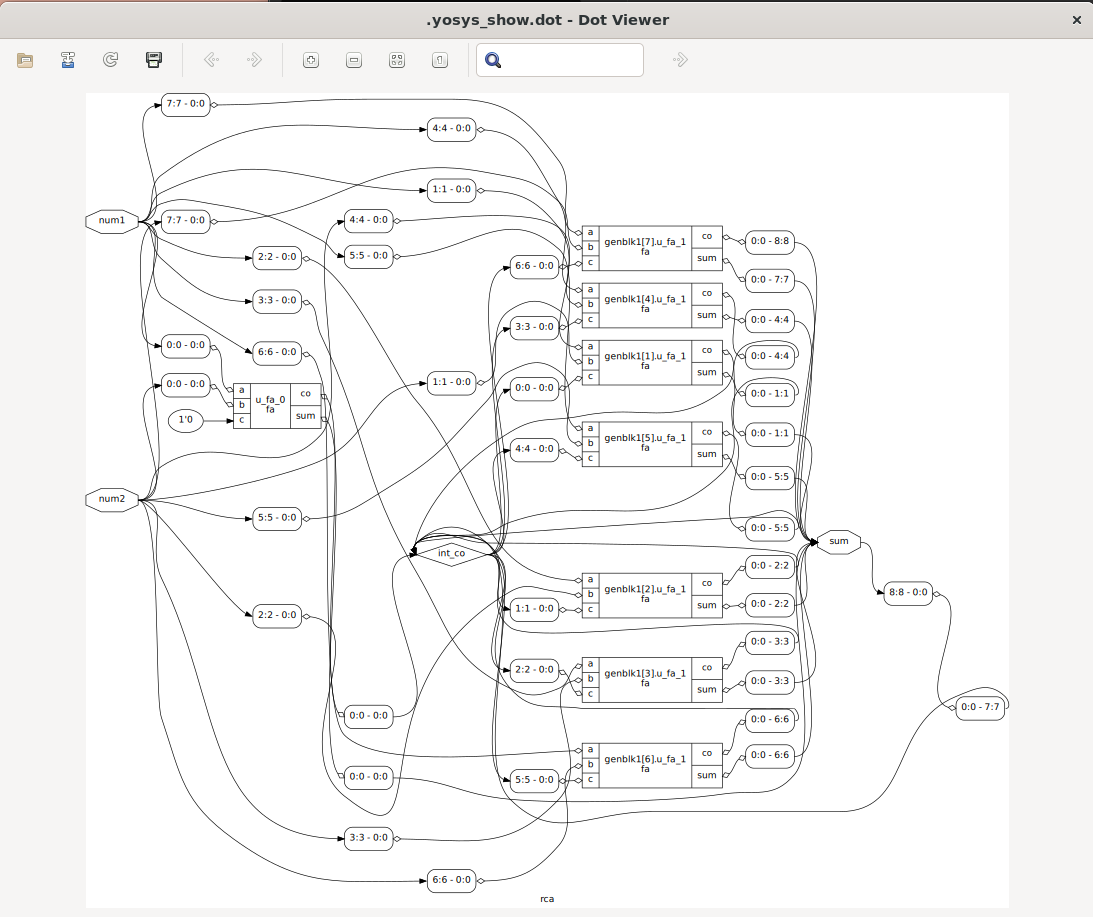 .yosys_show.dot - Dot Viewer
7:7 - 0:0
4:4 - 0:0
1:1 - 0:0
num1
7:7 - 0:0
4:4 - 0:0
5:5 - 0:0
2:2 - 0:0
3:3 - 0:0
6:6 - 0:0
0:0 - 0:0
0:0 - 0:0
1'0
a
b
c
u_fa_0
fa
co
sum
1:1 - 0:0
num2
5:5 - 0:0
2:2 - 0:0
0:0 - 0:0
0:0 - 0:0
3:3 - 0:0
6:6 - 0:0
int_co
6:6 - 0:0
3:3 - 0:0
0:0 - 0:0
4:4 - 0:0
1:1 - 0:0
2:2 - 0:0
5:5 - 0:0
a
b
c
genblk1[7].u_fa_1
fa
co
sum
a
b
c
genblk1[4].u_fa_1
fa
co
sum
a
b
c
genblk1[1].u_fa_1
fa
co
sum
a
b
c
genblk1[5].u_fa_1
fa
co
sum
a
b
c
genblk1[2].u_fa_1
fa
co
sum
a
b
c
genblk1[3].u_fa_1
fa
co
sum
a
b
c
genblk1[6].u_fa_1
fa
co
sum
0:0 - 8:8
0:0 - 7:7
0:0 - 4:4
0:0 - 4:4
0:0 - 1:1
0:0 - 1:1
0:0 - 5:5
0:0 - 5:5
0:0 - 2:2
0:0 - 2:2
0:0 - 3:3
0:0 - 3:3
0:0 - 6:6
0:0 - 6:6
sum
8:8 - 0:0
0:0 - 7:7
rca